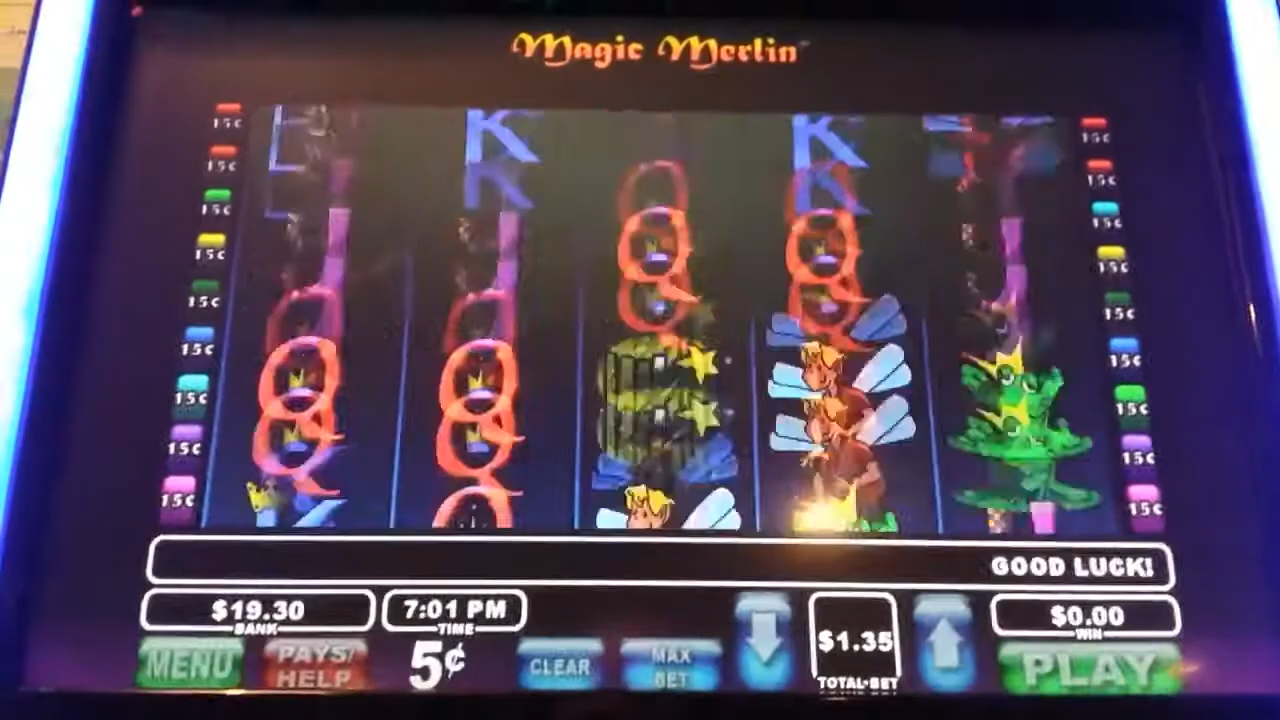 Magic Merlin™
K K
15¢ 15¢
15¢ 15¢
15¢ 15¢
15¢ 15¢
15¢ 15¢
15¢ 15¢
15¢ 15¢
15¢ 15¢
15¢ 15¢
GOOD LUCK!
$19.30 7:01 PM $1.35 $0.00
BANK TIME TOTAL BET WIN
MENU PAYS/ HELP 5¢ CLEAR MAX BET PLAY